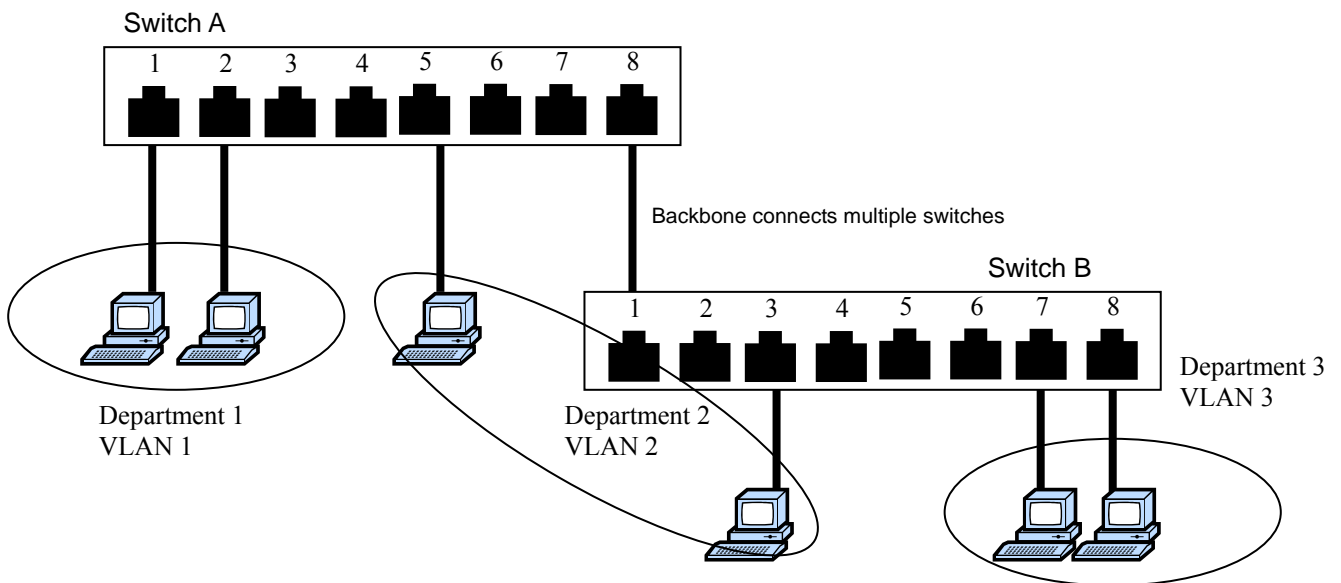 Switch A
1 2 3 4 5 6 7 8
Backbone connects multiple switches
Switch B
1 2 3 4 5 6 7 8
Department 1
VLAN 1
Department 2
VLAN 2
Department 3
VLAN 3